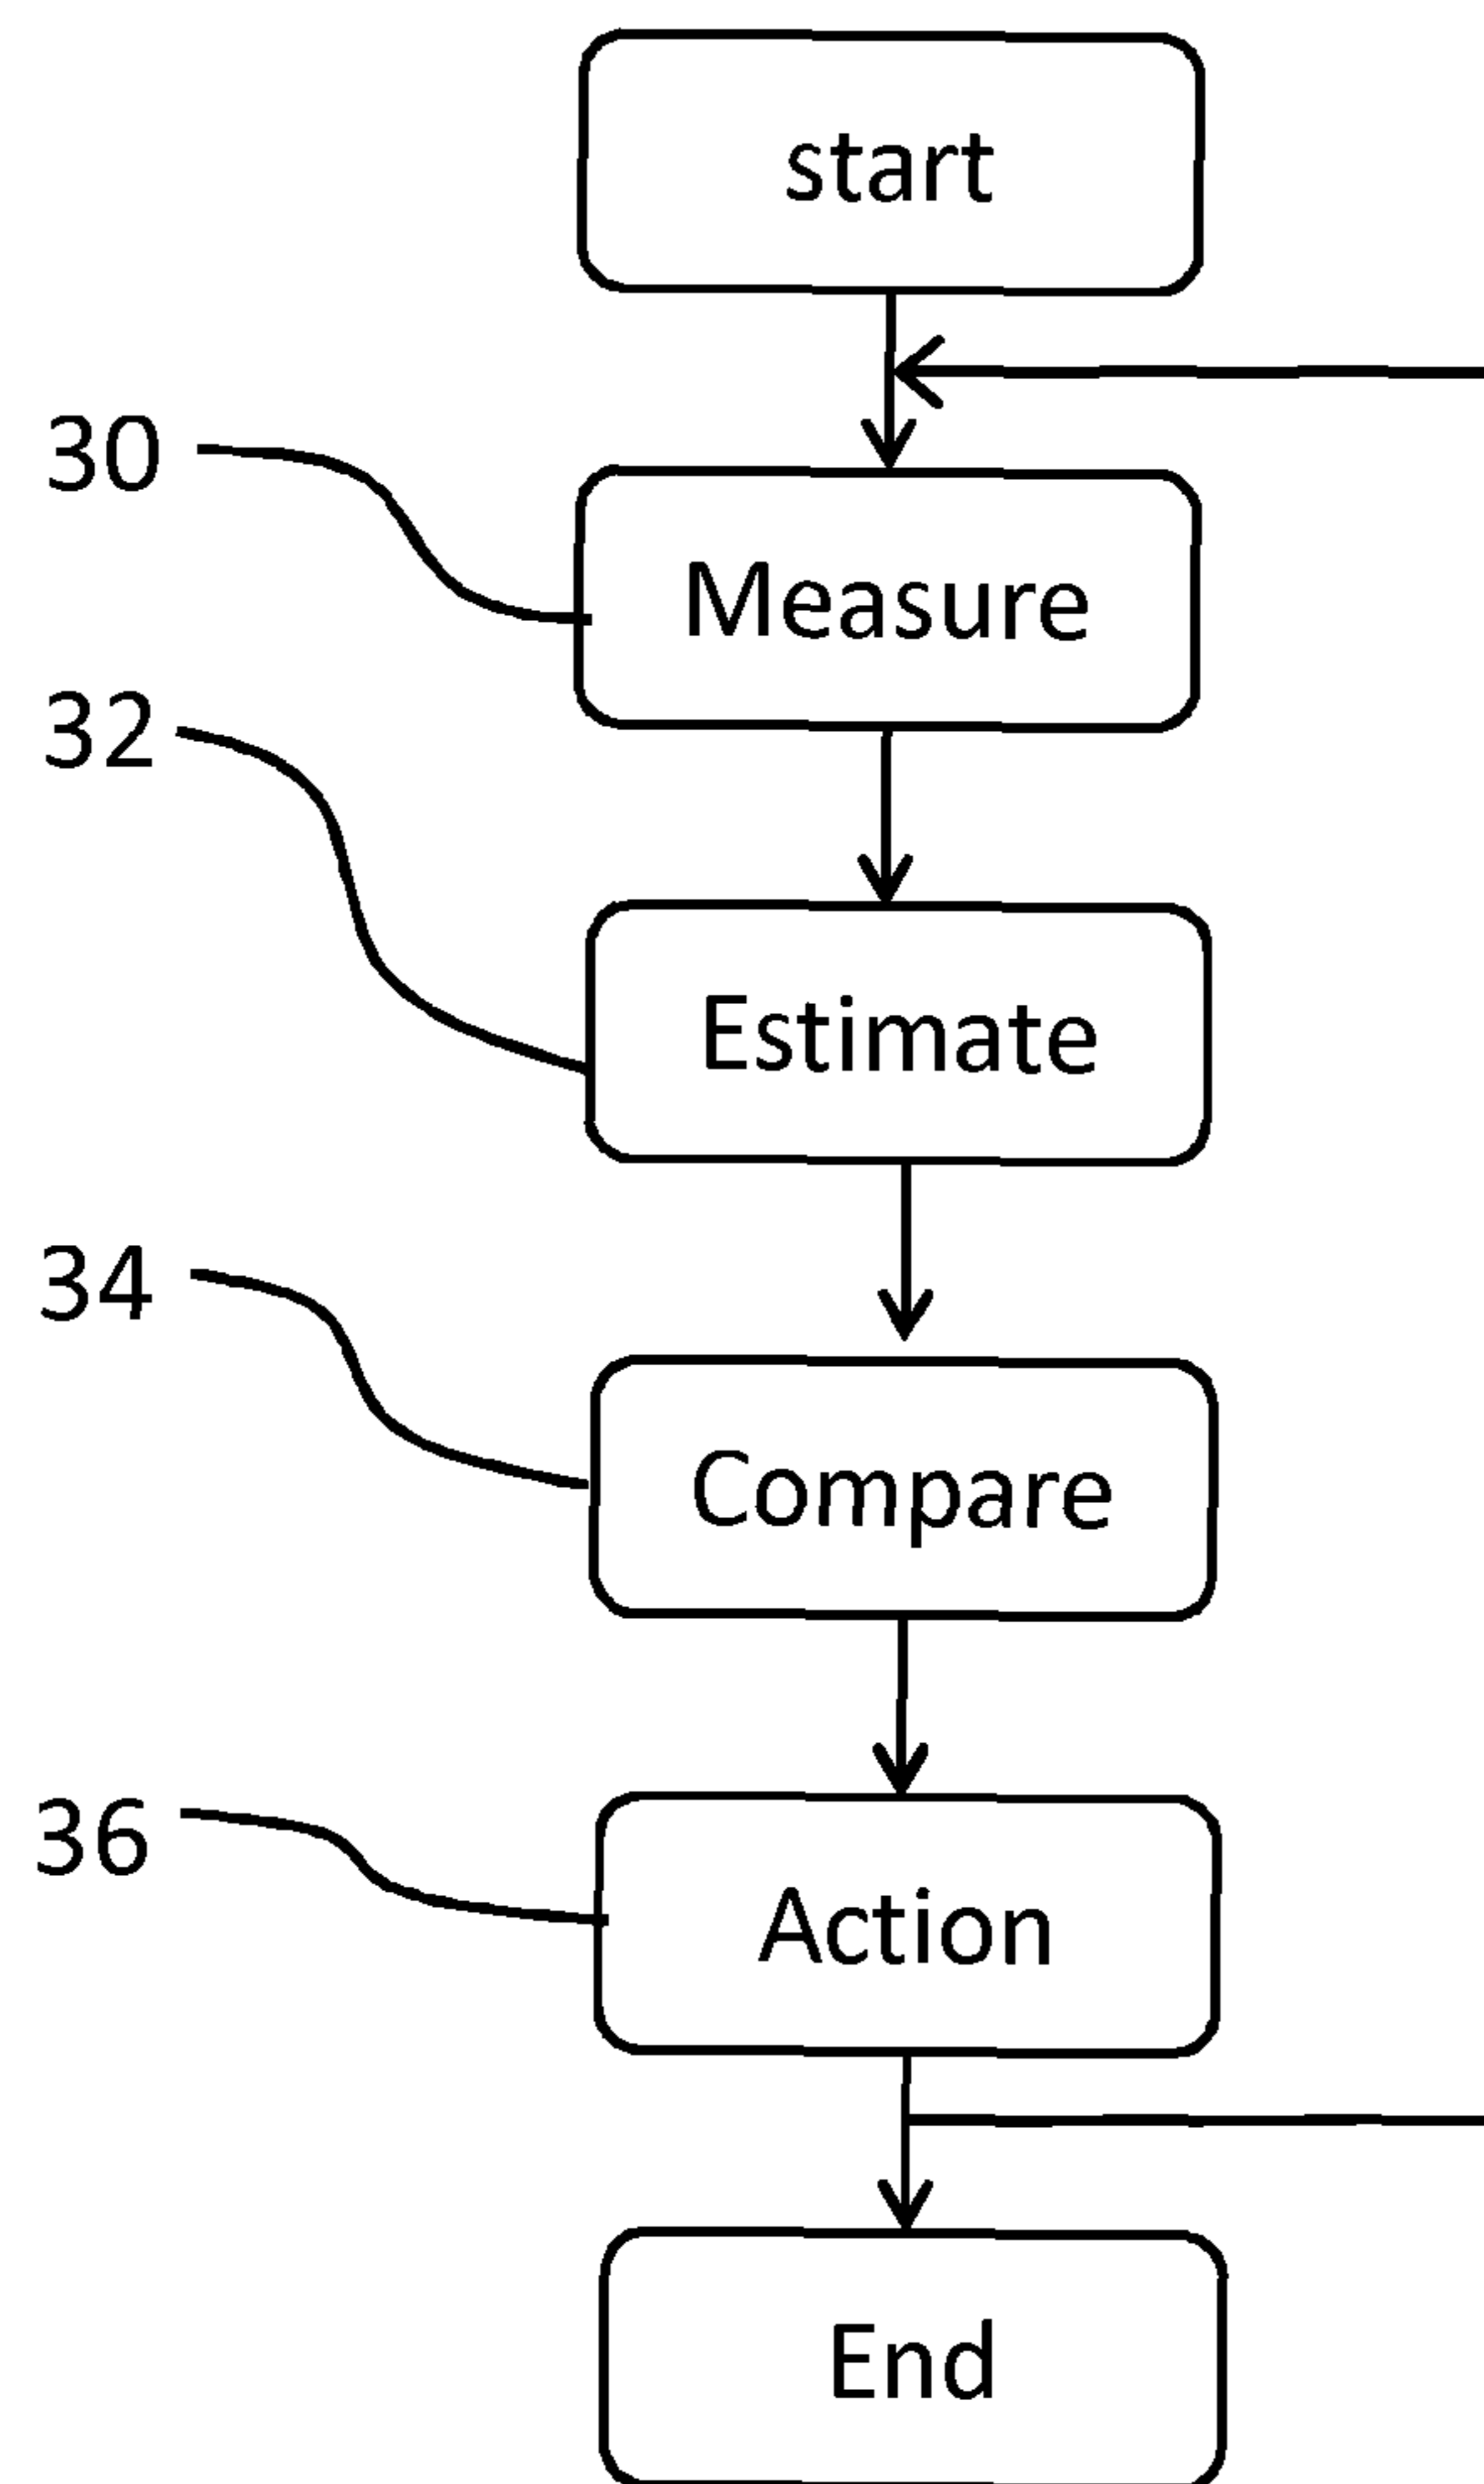 start
30
Measure
32
Estimate
34
Compare
36
Action
End